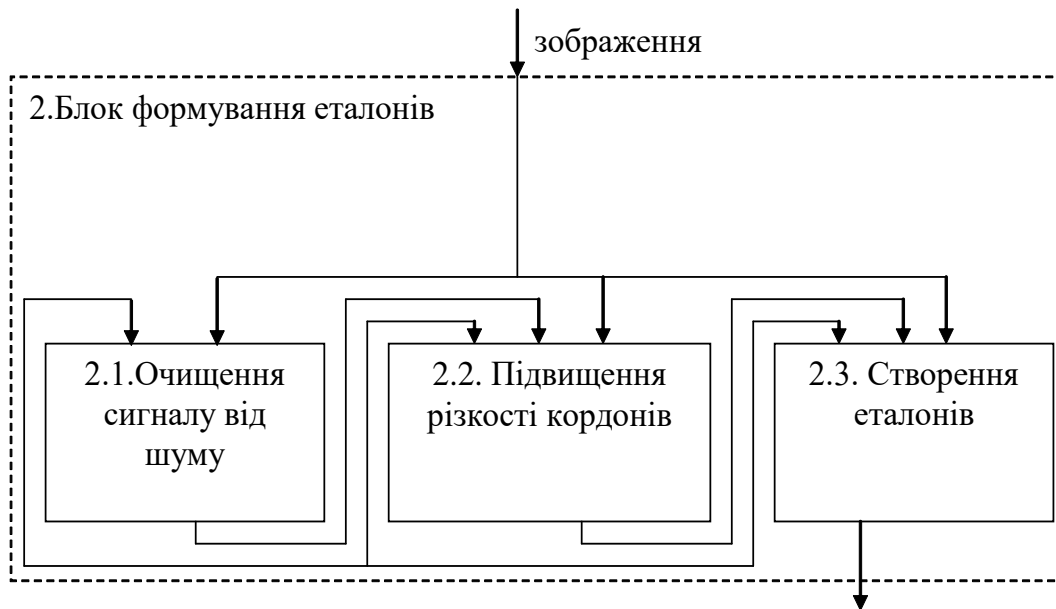 зображення
2.Блок формування еталонів
2.1.Очищення
сигналу від
шуму
2.2. Підвищення
різкості кордонів
2.3. Створення
еталонів